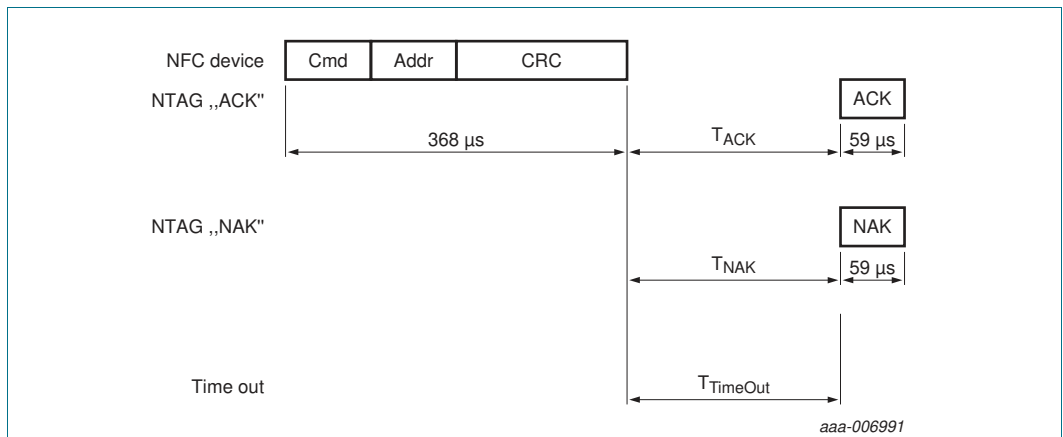 NFC device Cmd Addr CRC
NTAG ,,ACK" ACK
368 µs TACK 59 µs
NTAG ,,NAK" NAK
TNAK 59 µs
Time out TTimeOut
aaa-006991